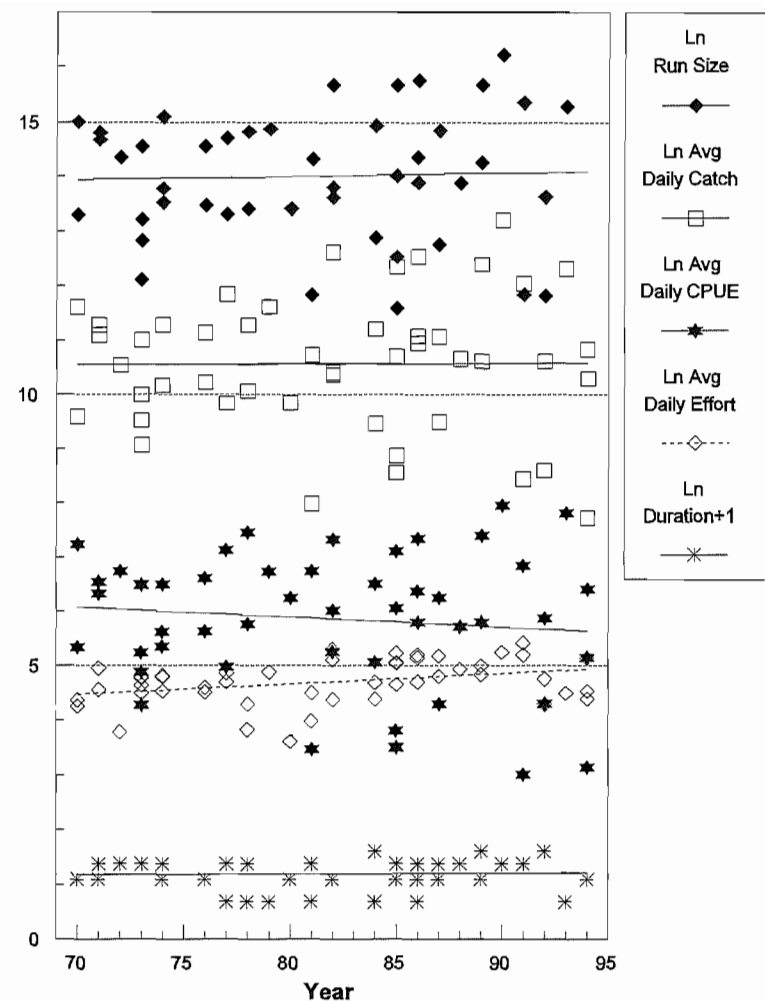 15
10
5
0
70
75
80
85
90
95
Year
Ln
Run Size
Ln Avg
Daily Catch
Ln Avg
Daily CPUE
Ln Avg
Daily Effort
Ln
Duration+1